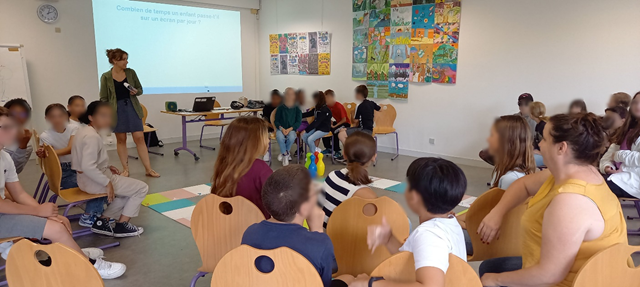 Combien de temps un enfant passe-t'il
sur un écran par jour ?